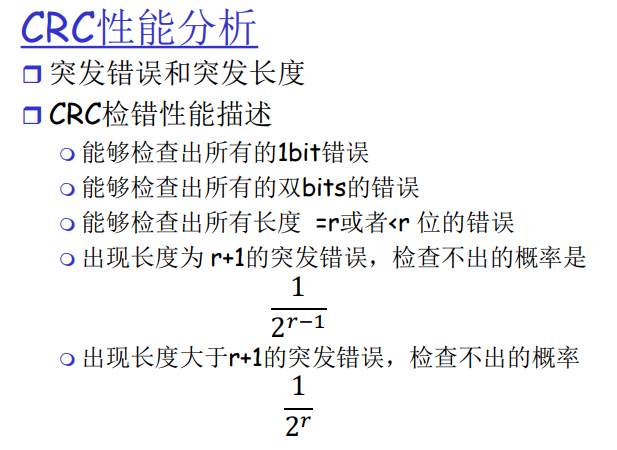 CRC性能分析
突发错误和突发长度
CRC检错性能描述
能够检查出所有的1bit错误
能够检查出所有的双bits的错误
能够检查出所有长度 =r或者<r 位的错误
出现长度为 r+1的突发错误，检查不出的概率是
1
2^{r−1}
出现长度大于r+1的突发错误，检查不出的概率
1
2^{r}